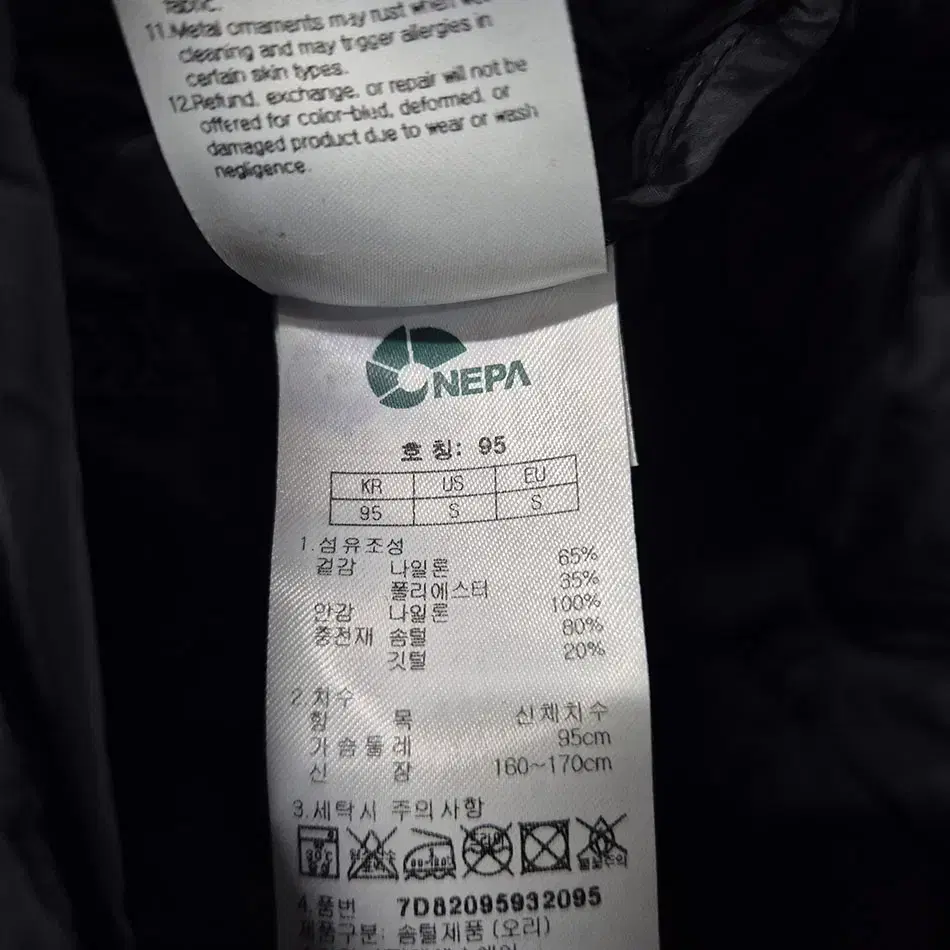 fabric.
11.Metal ornaments may rust when
cleaning and may trigger allergies in
certain skin types.
12.Refund, exchange, or repair will not be
offered for color-blud, deformed, or
damaged product due to wear or wash
negligence.
NEPA
호 칭: 95
KR US EU
95 S S
1.섬유조성
겉감 나일론 65%
폴리에스터 35%
안감 나일론 100%
충전재 솜털 80%
깃털 20%
2.치수
항 목 신체치수
가슴둘레 95cm
신 장 160~170cm
3.세탁시 주의사항
30℃
4.품번 7D82095932095
제품구분: 솜털제품 (오리)